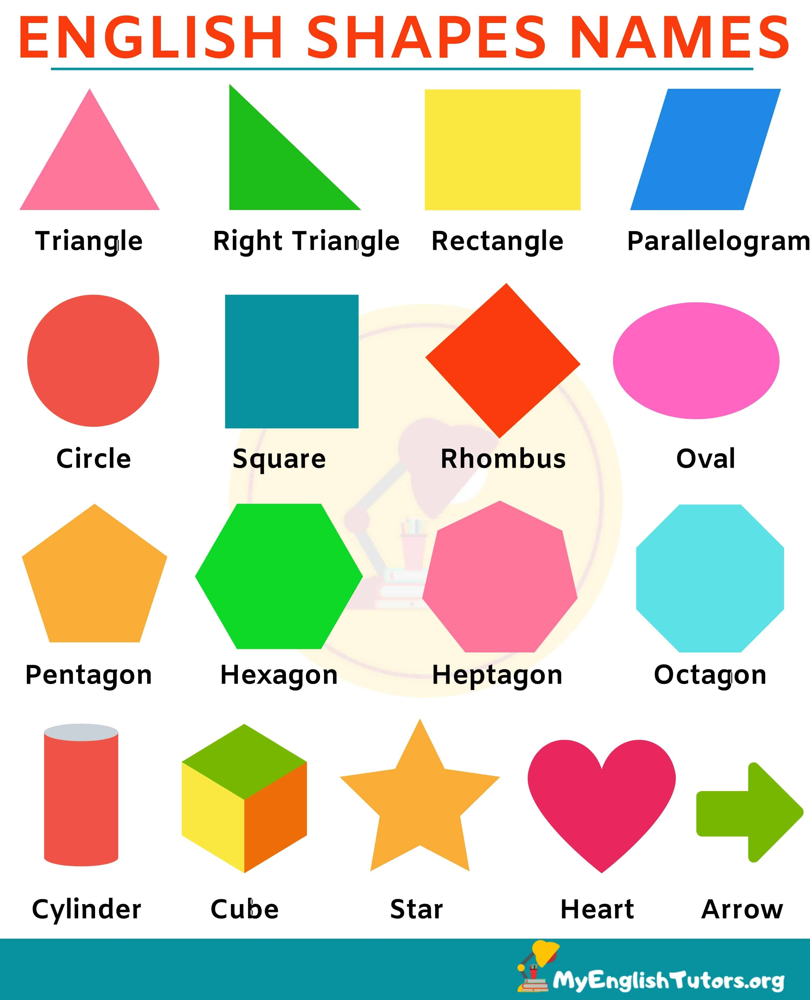 ENGLISH SHAPES NAMES
Triangle Right Triangle Rectangle Parallelogram
Circle Square Rhombus Oval
Pentagon Hexagon Heptagon Octagon
Cylinder Cube Star Heart Arrow
MyEnglishTutors.org